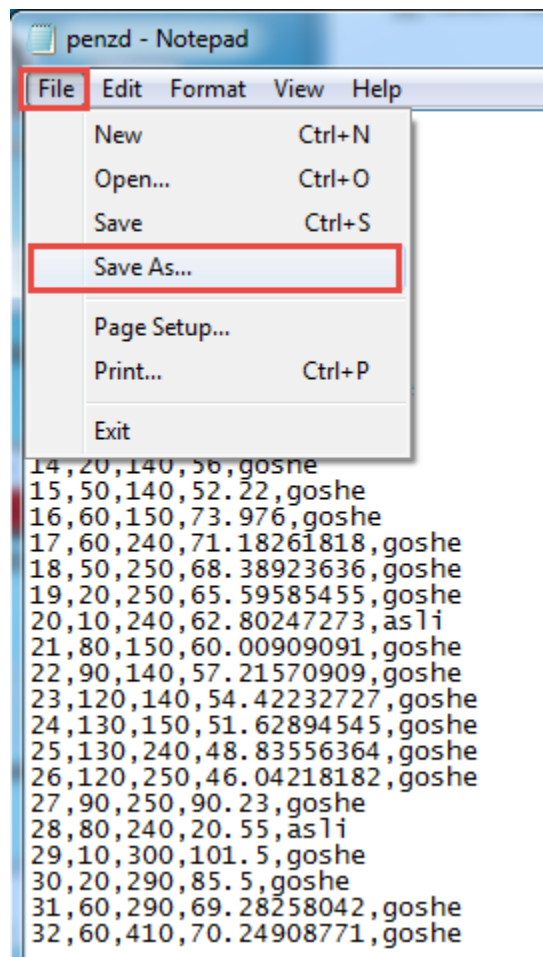 penzd - Notepad
File Edit Format View Help
New Ctrl+N
Open... Ctrl+O
Save Ctrl+S
Save As...
Page Setup...
Print... Ctrl+P
Exit
14,20,140,56,goshe
15,50,140,52.22,goshe
16,60,150,73.976,goshe
17,60,240,71.18261818,goshe
18,50,250,68.38923636,goshe
19,20,250,65.59585455,goshe
20,10,240,62.80247273,asli
21,80,150,60.00909091,goshe
22,90,140,57.21570909,goshe
23,120,140,54.42232727,goshe
24,130,150,51.62894545,goshe
25,130,240,48.83556364,goshe
26,120,250,46.04218182,goshe
27,90,250,90.23,goshe
28,80,240,20.55,asli
29,10,300,101.5,goshe
30,20,290,85.5,goshe
31,60,290,69.28258042,goshe
32,60,410,70.24908771,goshe